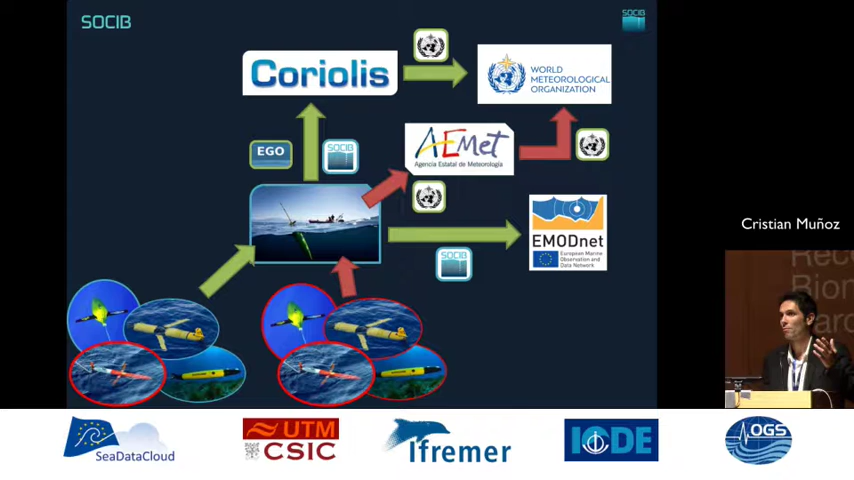 SOCIB
SOCIB
Coriolis
WORLD
METEOROLOGICAL
ORGANIZATION
EGO
SOCIB
AEMet
Agencia Estatal de Meteorología
EMODnet
European Marine
Observation and
Data Network
SOCIB
Cristian Muñoz
SeaDataCloud
UTM
CSIC
Ifremer
IODE
OGS